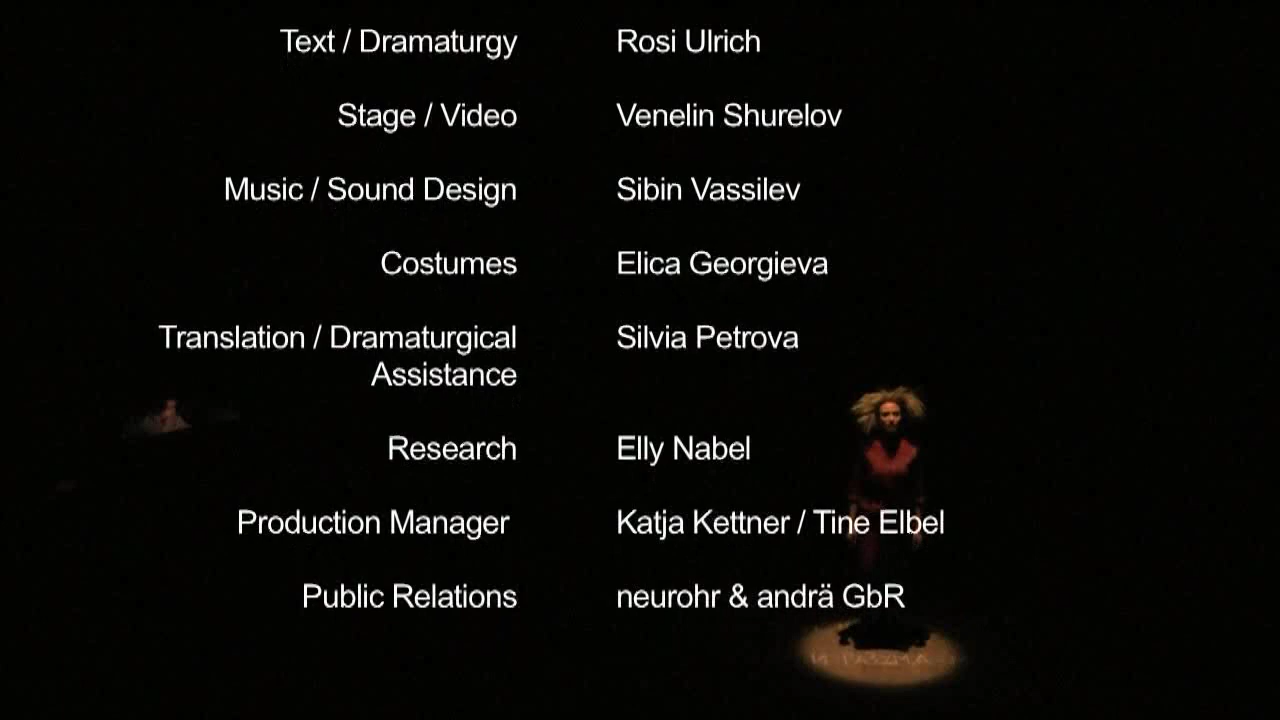 Text / Dramaturgy Rosi Ulrich
Stage / Video Venelin Shurelov
Music / Sound Design Sibin Vassilev
Costumes Elica Georgieva
Translation / Dramaturgical Silvia Petrova
Assistance
Research Elly Nabel
Production Manager Katja Kettner / Tine Elbel
Public Relations neurohr & andrä GbR